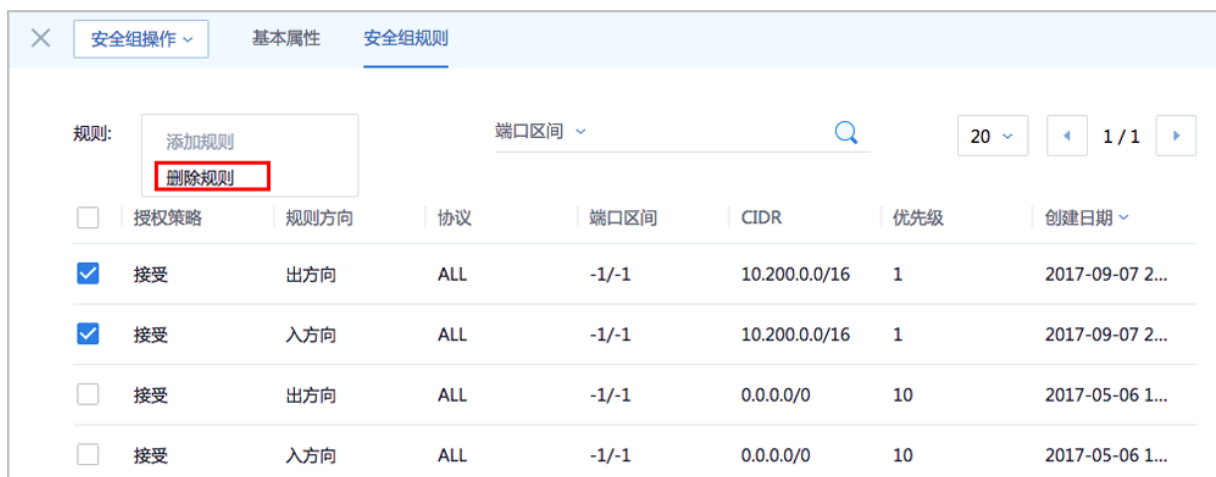 安全组操作 基本属性 安全组规则
规则: 添加规则 端口区间 20 1 / 1
删除规则
授权策略 规则方向 协议 端口区间 CIDR 优先级 创建日期
接受 出方向 ALL -1/-1 10.200.0.0/16 1 2017-09-07 2...
接受 入方向 ALL -1/-1 10.200.0.0/16 1 2017-09-07 2...
接受 出方向 ALL -1/-1 0.0.0.0/0 10 2017-05-06 1...
接受 入方向 ALL -1/-1 0.0.0.0/0 10 2017-05-06 1...